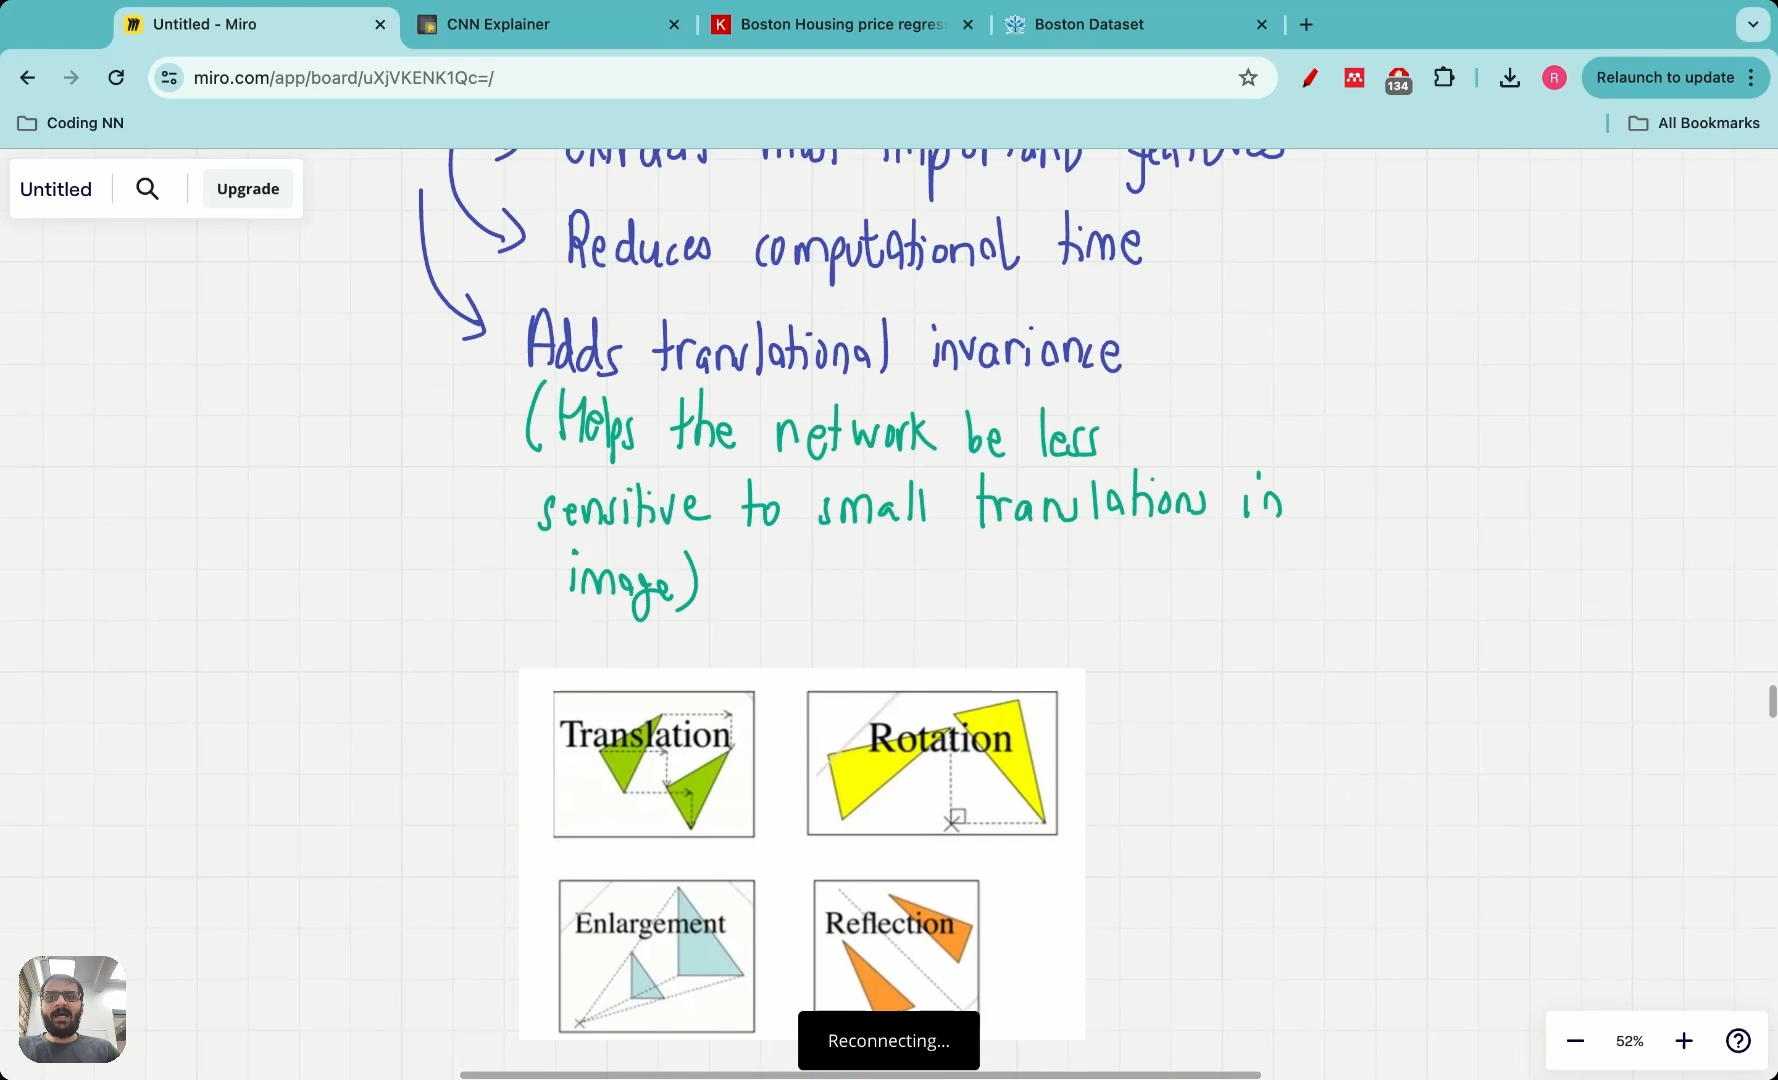 Untitled - Miro
CNN Explainer
Boston Housing price regres
Boston Dataset
miro.com/app/board/uXjVKENK1Qc=/
134
R
Relaunch to update
Coding NN
All Bookmarks
Untitled
Upgrade
important features
Reduces computational time
Adds translational invariance
(Helps the network be less
sensitive to small translations in
image)
Translation
Rotation
Enlargement
Reflection
Reconnecting...
52%